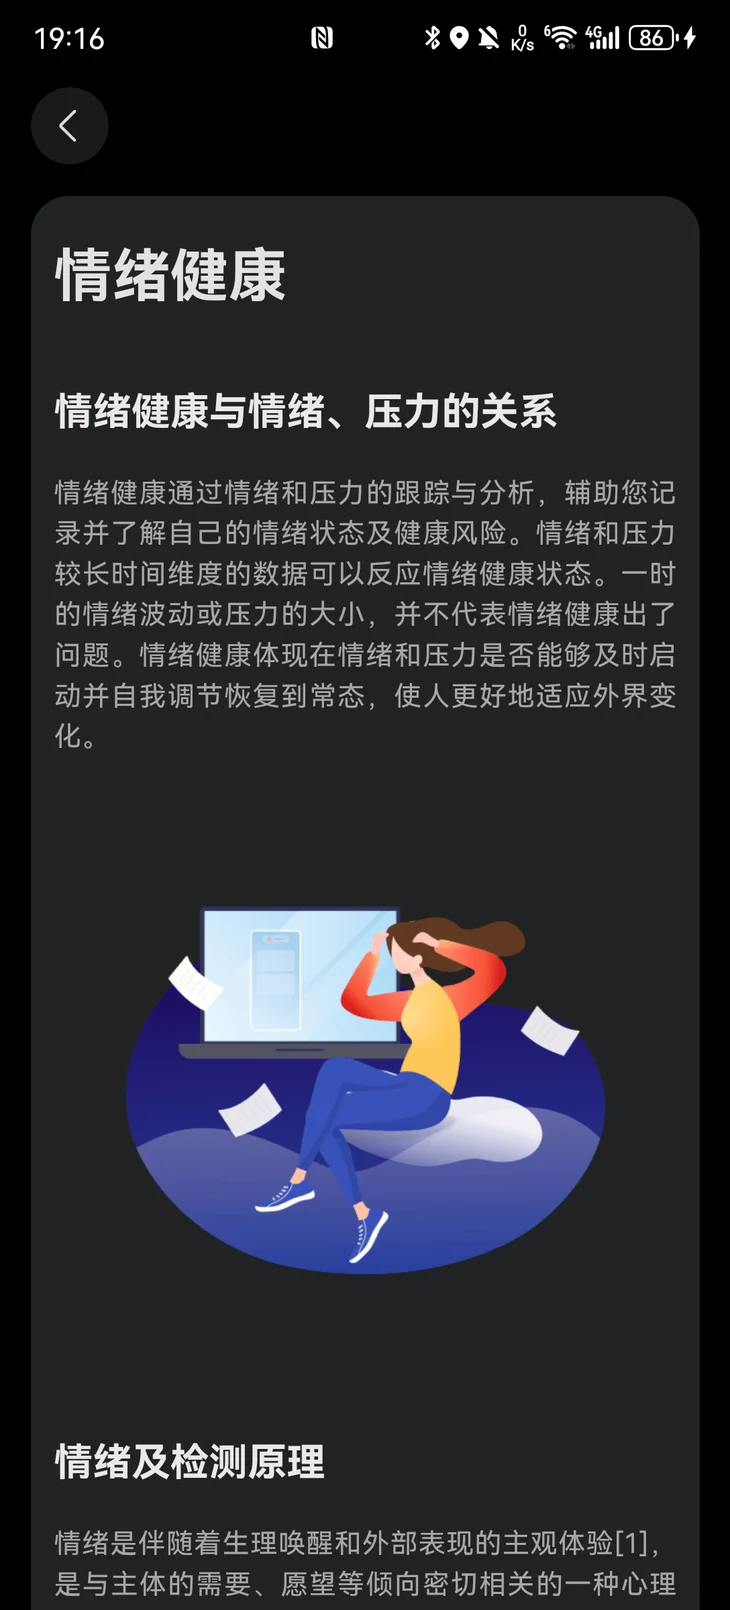 19:16
0
K/s
6
4G
86
情绪健康
情绪健康与情绪、压力的关系
情绪健康通过情绪和压力的跟踪与分析，辅助您记
录并了解自己的情绪状态及健康风险。情绪和压力
较长时间维度的数据可以反应情绪健康状态。一时
的情绪波动或压力的大小，并不代表情绪健康出了
问题。情绪健康体现在情绪和压力是否能够及时启
动并自我调节恢复到常态，使人更好地适应外界变
化。
情绪及检测原理
情绪是伴随着生理唤醒和外部表现的主观体验[1]，
是与主体的需要、愿望等倾向密切相关的一种心理